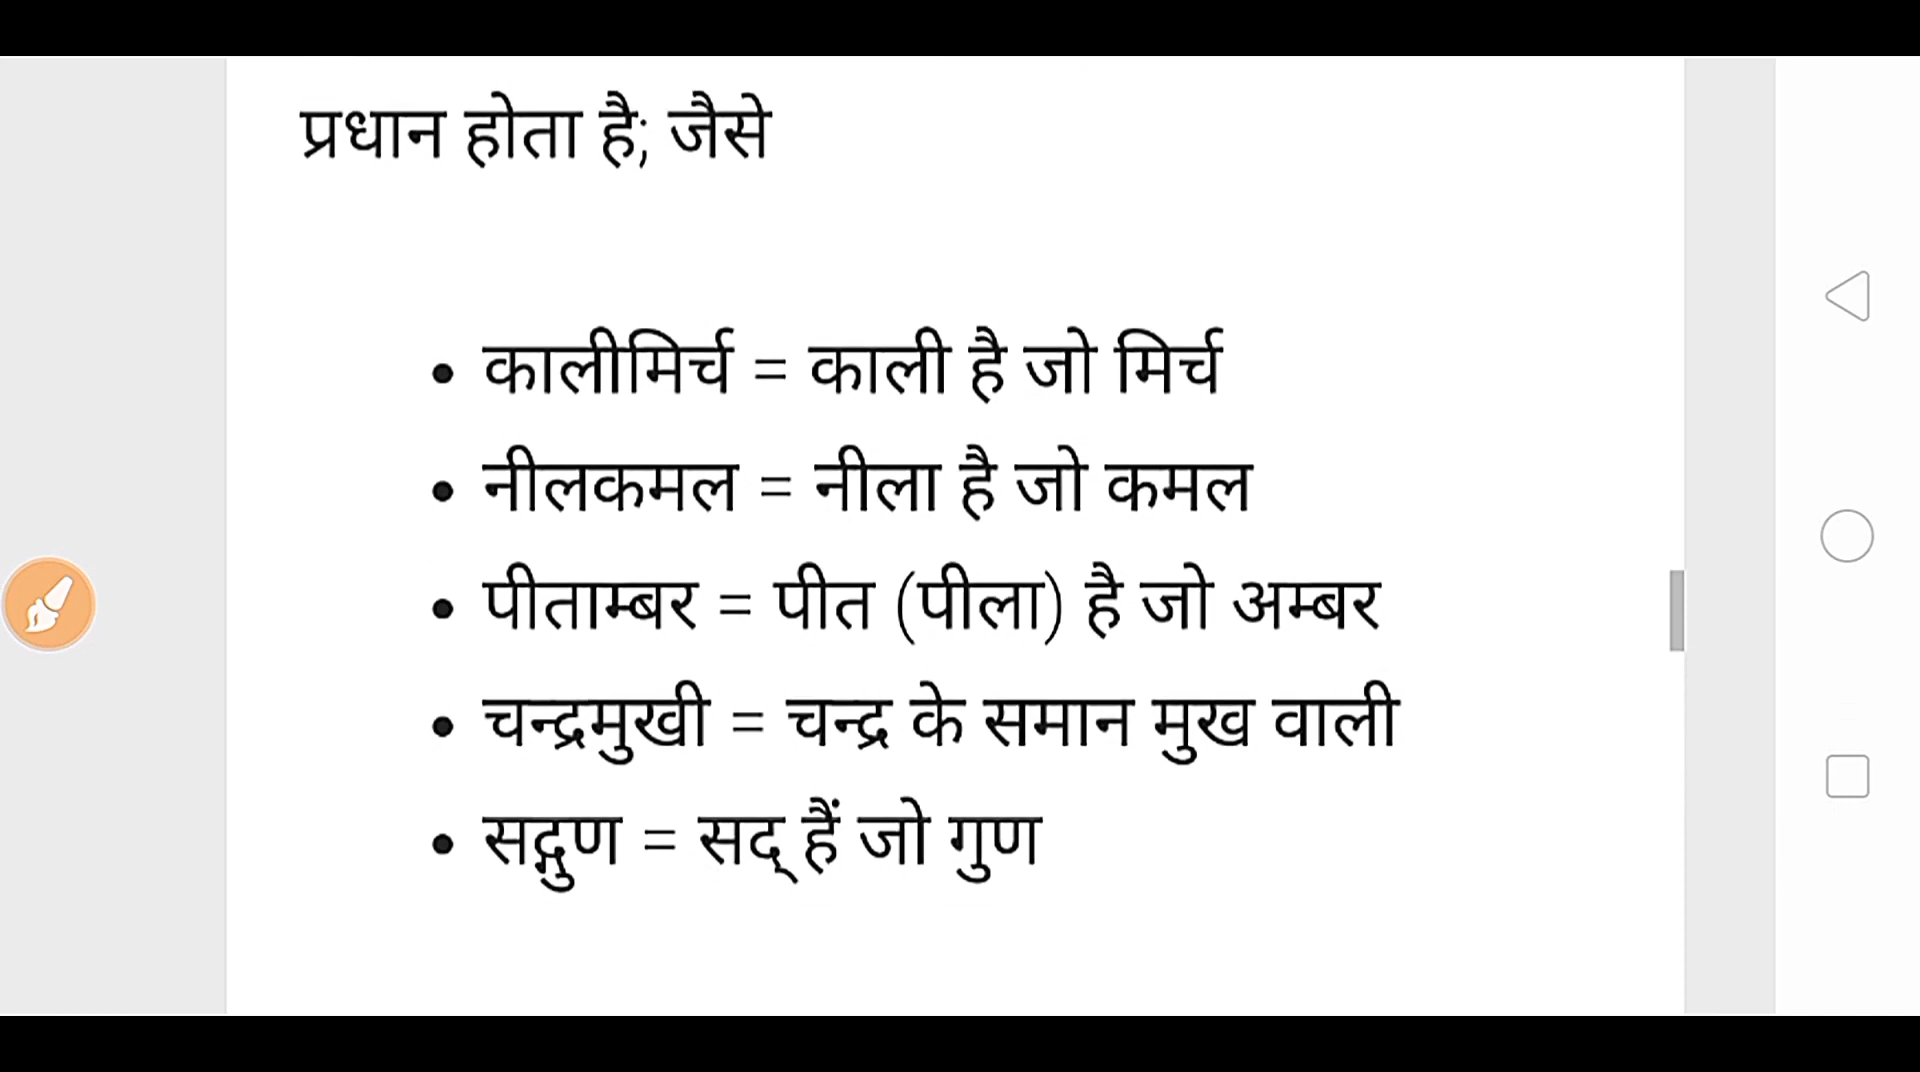 प्रधान होता है; जैसे
• कालीमिर्च = काली है जो मिर्च
• नीलकमल = नीला है जो कमल
• पीताम्बर = पीत (पीला) है जो अम्बर
• चन्द्रमुखी = चन्द्र के समान मुख वाली
• सद्गुण = सद् हैं जो गुण